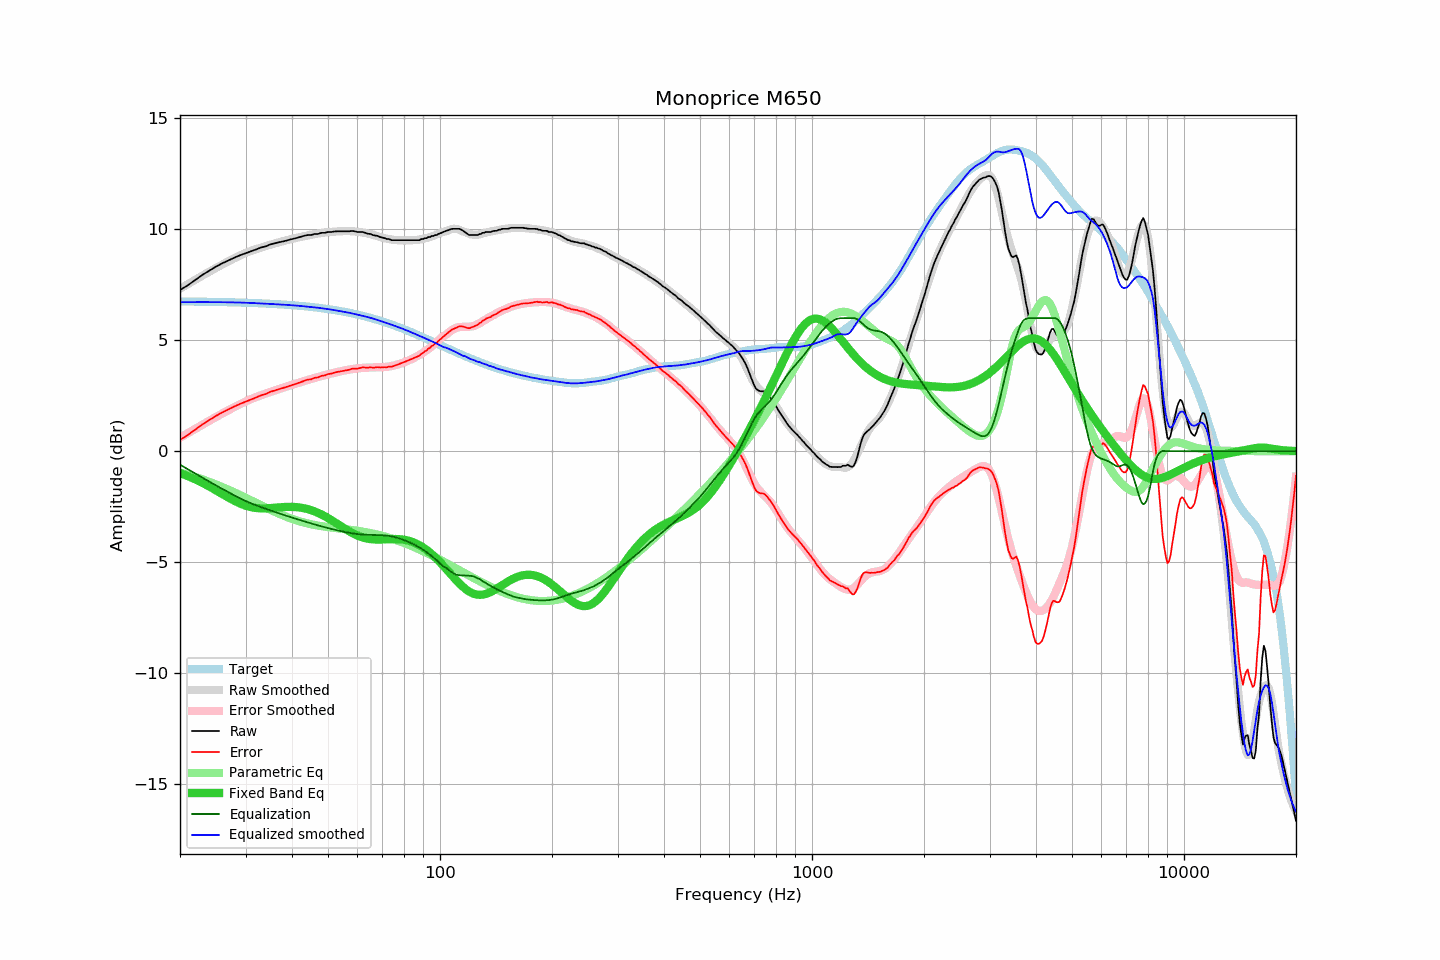 Monoprice M650
15
10
5
0
−5
−10
−15
Amplitude (dBr)
Target
Raw Smoothed
Error Smoothed
Raw
Error
Parametric Eq
Fixed Band Eq
Equalization
Equalized smoothed
100
1000
10000
Frequency (Hz)